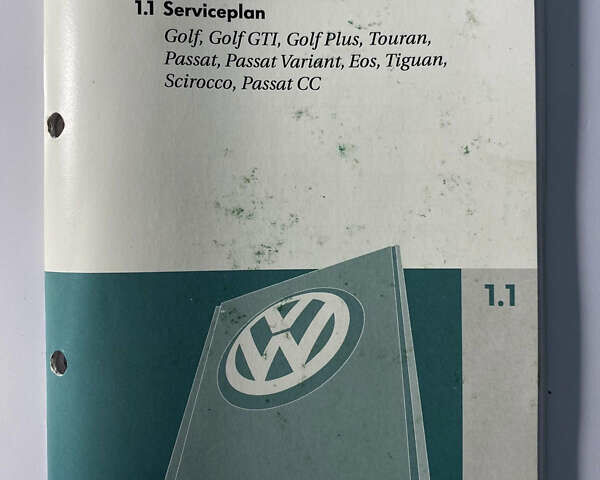 1.1 Serviceplan
Golf, Golf GTI, Golf Plus, Touran,
Passat, Passat Variant, Eos, Tiguan,
Scirocco, Passat CC
1.1
VW